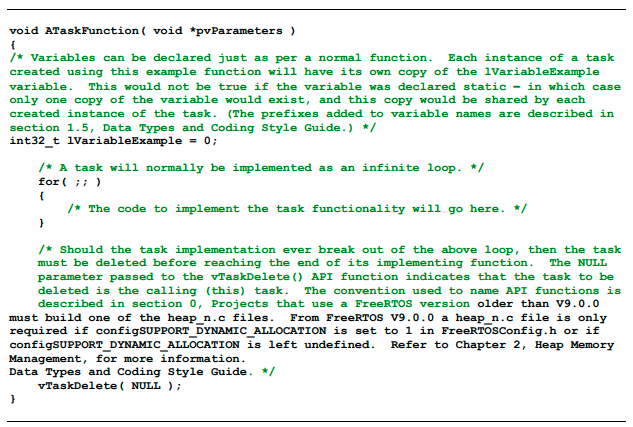 void ATaskFunction( void *pvParameters )
{
/* Variables can be declared just as per a normal function.  Each instance of a task
created using this example function will have its own copy of the lVariableExample
variable.  This would not be true if the variable was declared static – in which case
only one copy of the variable would exist, and this copy would be shared by each
created instance of the task. (The prefixes added to variable names are described in
section 1.5, Data Types and Coding Style Guide.) */
int32_t lVariableExample = 0;
    /* A task will normally be implemented as an infinite loop. */
    for( ;; )
    {
        /* The code to implement the task functionality will go here. */
    }
    /* Should the task implementation ever break out of the above loop, then the task
    must be deleted before reaching the end of its implementing function.  The NULL
    parameter passed to the vTaskDelete() API function indicates that the task to be
    deleted is the calling (this) task.  The convention used to name API functions is
    described in section 0, Projects that use a FreeRTOS version older than V9.0.0
must build one of the heap_n.c files.  From FreeRTOS V9.0.0 a heap_n.c file is only
required if configSUPPORT_DYNAMIC_ALLOCATION is set to 1 in FreeRTOSConfig.h or if
configSUPPORT_DYNAMIC_ALLOCATION is left undefined.  Refer to Chapter 2, Heap Memory
Management, for more information.
Data Types and Coding Style Guide. */
    vTaskDelete( NULL );
}